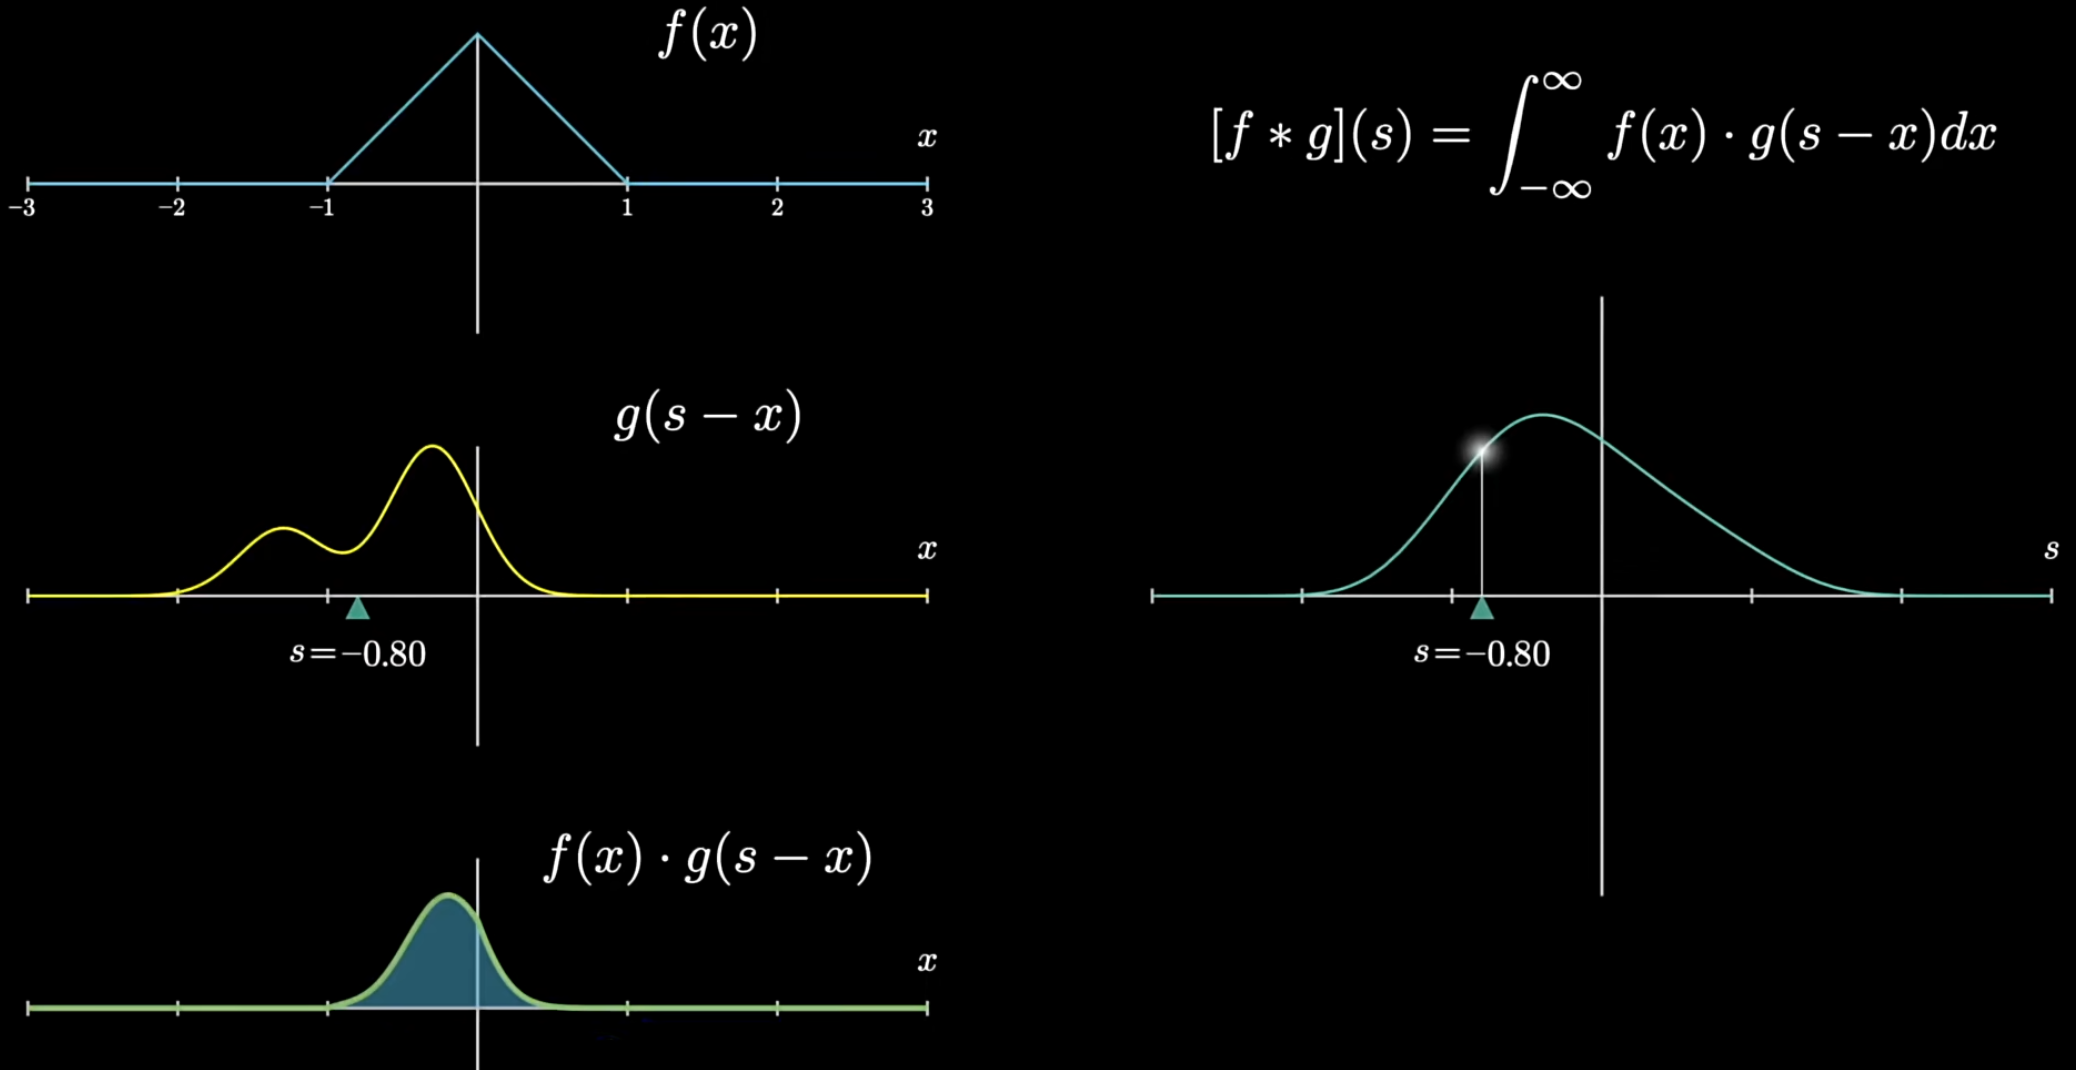 f(x)
x
−3 −2 −1 1 2 3
[f ∗ g](s) = ∫_{−∞}^{∞} f(x) · g(s − x)dx
g(s − x)
x
s=−0.80
f(x) · g(s − x)
x
s
s=−0.80